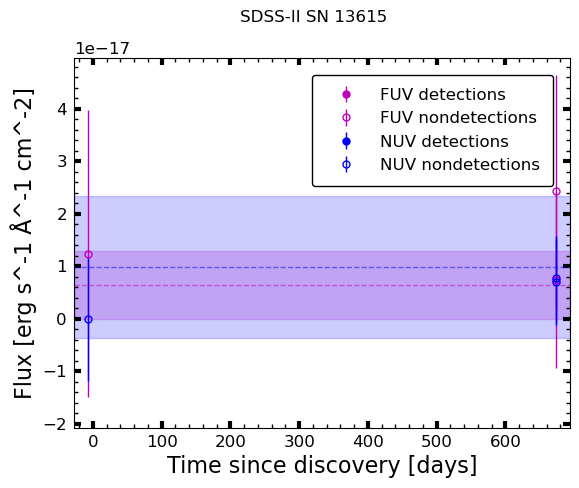 SDSS-II SN 13615
1e−17
Flux [erg s^-1 Å^-1 cm^-2]
4
3
2
1
0
−1
−2
FUV detections
FUV nondetections
NUV detections
NUV nondetections
0 100 200 300 400 500 600
Time since discovery [days]